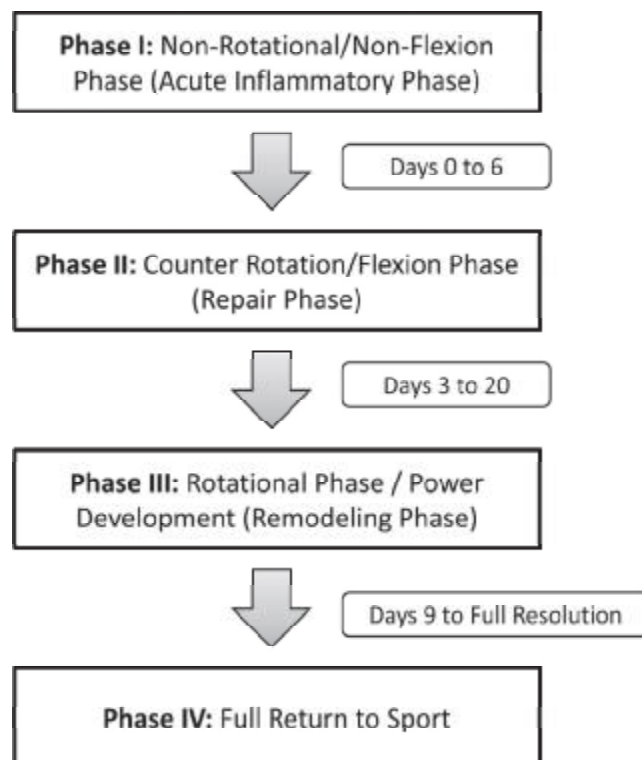 Phase I: Non-Rotational/Non-Flexion
Phase (Acute Inflammatory Phase)
Days 0 to 6
Phase II: Counter Rotation/Flexion Phase
(Repair Phase)
Days 3 to 20
Phase III: Rotational Phase / Power
Development (Remodeling Phase)
Days 9 to Full Resolution
Phase IV: Full Return to Sport